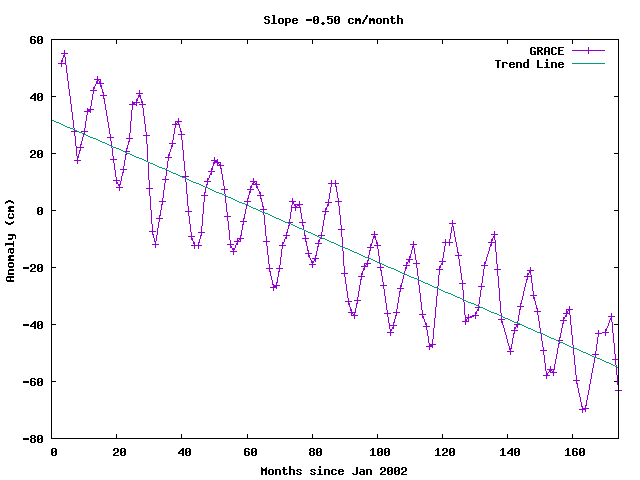 Slope -0.50 cm/month
GRACE
Trend Line
60
40
20
0
-20
-40
-60
-80
Anomaly (cm)
0 20 40 60 80 100 120 140 160
Months since Jan 2002